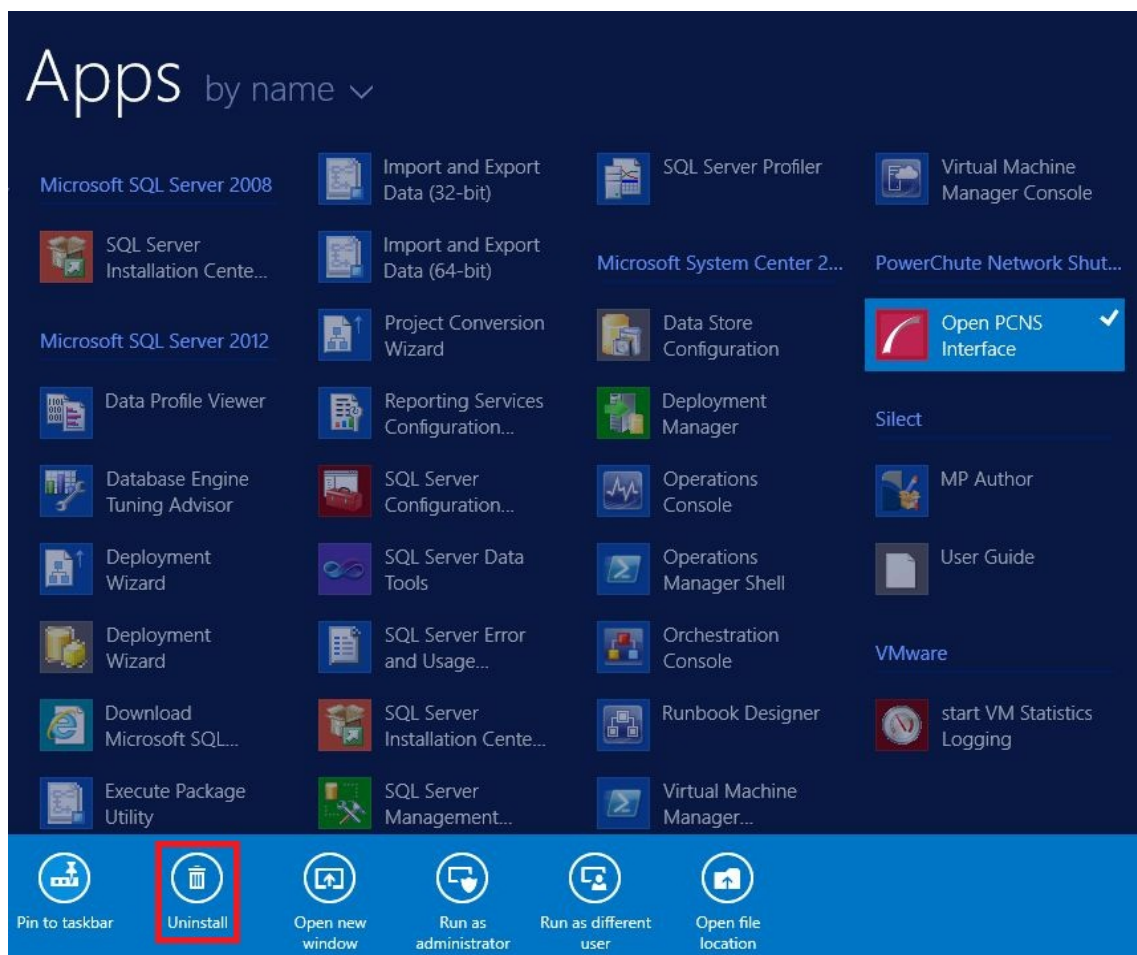 Apps by name
Microsoft SQL Server 2008
SQL Server
Installation Cente...
Microsoft SQL Server 2012
Data Profile Viewer
Database Engine
Tuning Advisor
Deployment
Wizard
Deployment
Wizard
Download
Microsoft SQL...
Execute Package
Utility
Import and Export
Data (32-bit)
Import and Export
Data (64-bit)
Project Conversion
Wizard
Reporting Services
Configuration...
SQL Server
Configuration...
SQL Server Data
Tools
SQL Server Error
and Usage...
SQL Server
Installation Cente...
SQL Server
Management...
SQL Server Profiler
Microsoft System Center 2...
Data Store
Configuration
Deployment
Manager
Operations
Console
Operations
Manager Shell
Orchestration
Console
Runbook Designer
Virtual Machine
Manager...
Virtual Machine
Manager Console
PowerChute Network Shut...
Open PCNS
Interface
Silect
MP Author
User Guide
VMware
start VM Statistics
Logging
Pin to taskbar
Uninstall
Open new
window
Run as
administrator
Run as different
user
Open file
location